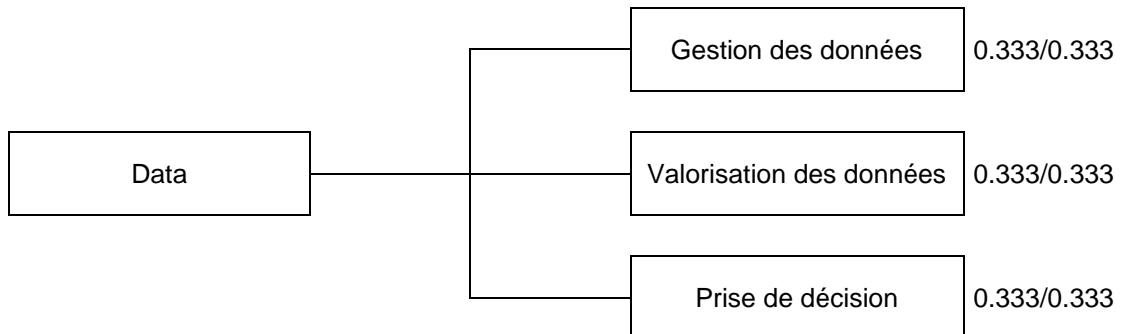 Gestion des données 0.333/0.333
Data
Valorisation des données 0.333/0.333
Prise de décision 0.333/0.333